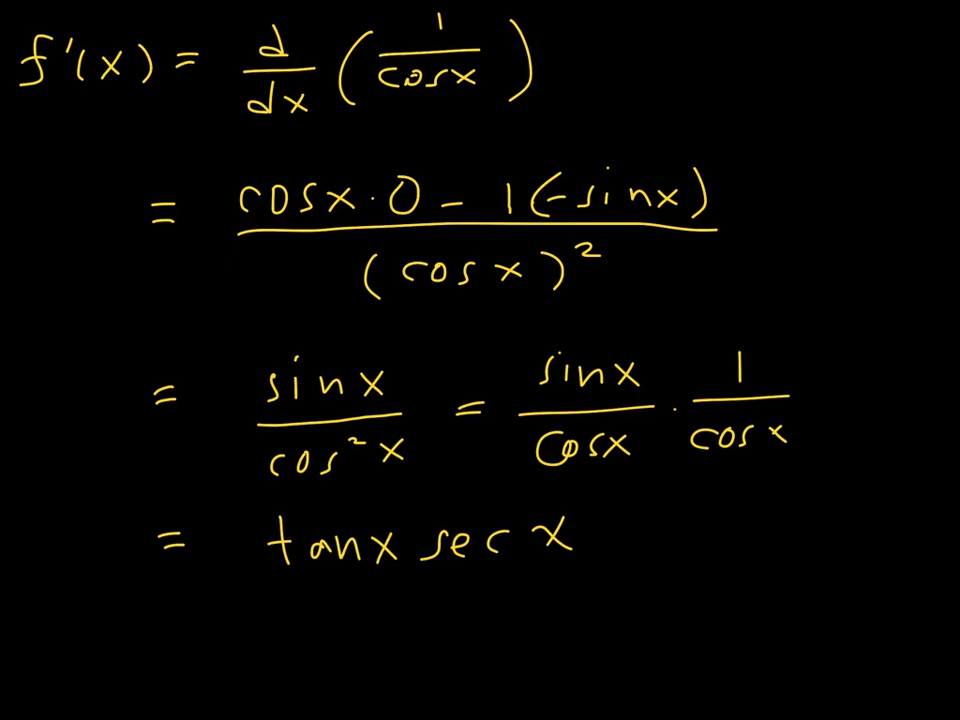 f'(x) = d/dx (1/cosx)
= cosx · 0 - 1(-sinx) / (cosx)²
= sinx/cos²x = sinx/cosx · 1/cosx
= tanx secx